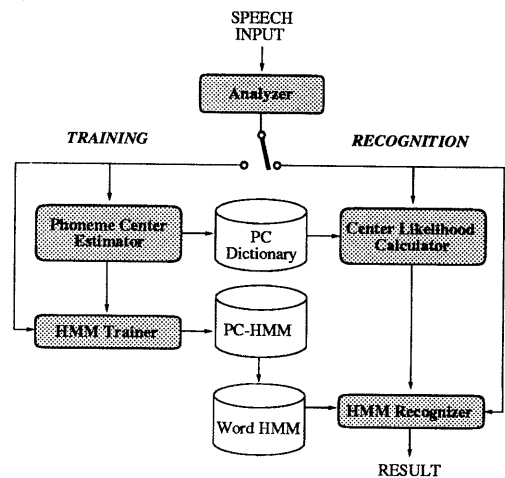 SPEECH
INPUT
Analyzer
TRAINING
RECOGNITION
Phoneme Center
Estimator
PC
Dictionary
Center Likelihood
Calculator
HMM Trainer
PC-HMM
Word HMM
HMM Recognizer
RESULT